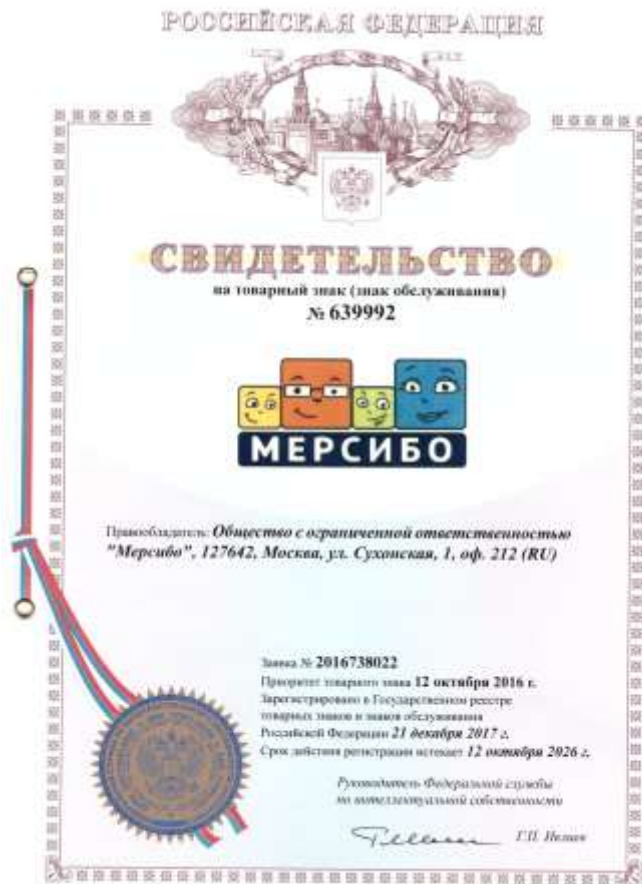 РОССИЙСКАЯ ФЕДЕРАЦИЯ
СВИДЕТЕЛЬСТВО
на товарный знак (знак обслуживания)
№ 639992
МЕРСИБО
Правообладатель: Общество с ограниченной ответственностью
"Мерсибо", 127642, Москва, ул. Сухонская, 1, оф. 212 (RU)
Заявка № 2016738022
Приоритет товарного знака 12 октября 2016 г.
Зарегистрировано в Государственном реестре
товарных знаков и знаков обслуживания
Российской Федерации 21 декабря 2017 г.
Срок действия регистрации истекает 12 октября 2026 г.
Руководитель Федеральной службы
по интеллектуальной собственности
Г.П. Ивлиев